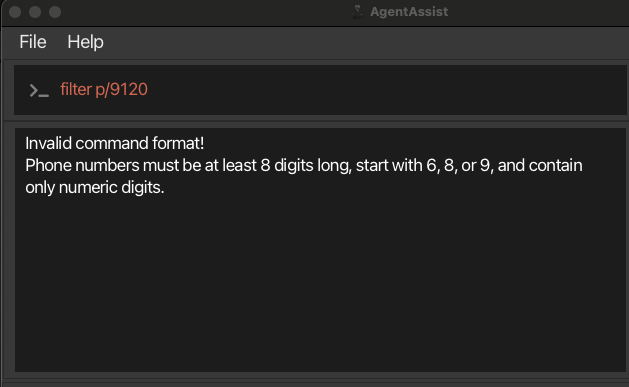 AgentAssist
File Help
filter p/9120
Invalid command format!
Phone numbers must be at least 8 digits long, start with 6, 8, or 9, and contain
only numeric digits.